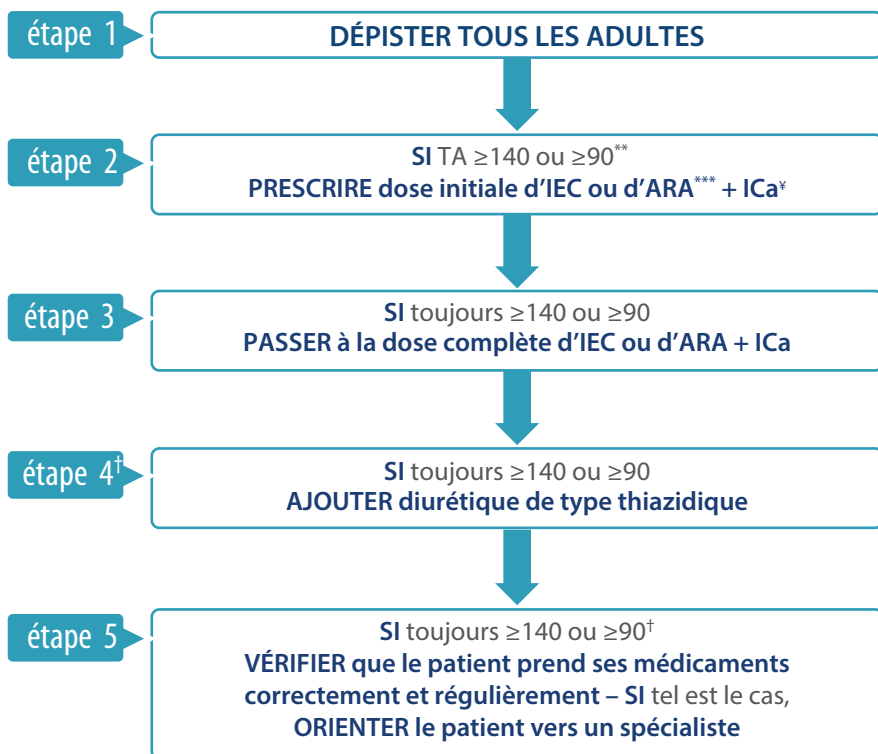 étape 1
DÉPISTER TOUS LES ADULTES
étape 2
SI TA ≥140 ou ≥90**
PRESCRIRE dose initiale d’IEC ou d’ARA*** + ICa¥
étape 3
SI toujours ≥140 ou ≥90
PASSER à la dose complète d’IEC ou d’ARA + ICa
étape 4†
SI toujours ≥140 ou ≥90
AJOUTER diurétique de type thiazidique
étape 5
SI toujours ≥140 ou ≥90†
VÉRIFIER que le patient prend ses médicaments
correctement et régulièrement – SI tel est le cas,
ORIENTER le patient vers un spécialiste